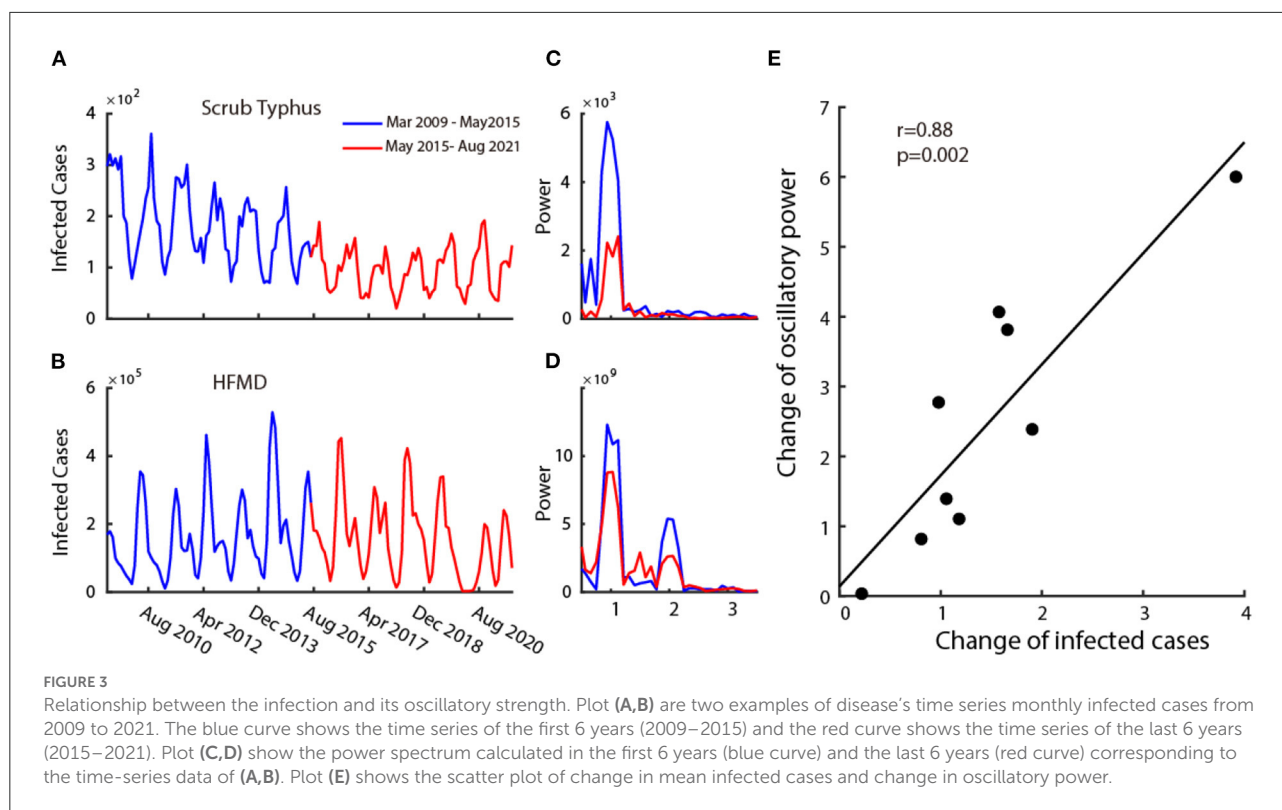 A
×10²
Scrub Typhus
Mar 2009 - May2015
May 2015- Aug 2021
Infected Cases
4
3
2
1
0
B
×10⁵
HFMD
Infected Cases
6
4
2
0
Aug 2010
Apr 2012
Dec 2013
Aug 2015
Apr 2017
Dec 2018
Aug 2020
C
×10³
Power
6
4
2
0
D
×10⁹
Power
10
5
0
1
2
3
E
r=0.88
p=0.002
Change of oscillatory power
7
6
5
4
3
2
1
0
0
1
2
3
4
Change of infected cases
FIGURE 3
Relationship between the infection and its oscillatory strength. Plot (A,B) are two examples of disease's time series monthly infected cases from
2009 to 2021. The blue curve shows the time series of the first 6 years (2009–2015) and the red curve shows the time series of the last 6 years
(2015–2021). Plot (C,D) show the power spectrum calculated in the first 6 years (blue curve) and the last 6 years (red curve) corresponding to
the time-series data of (A,B). Plot (E) shows the scatter plot of change in mean infected cases and change in oscillatory power.